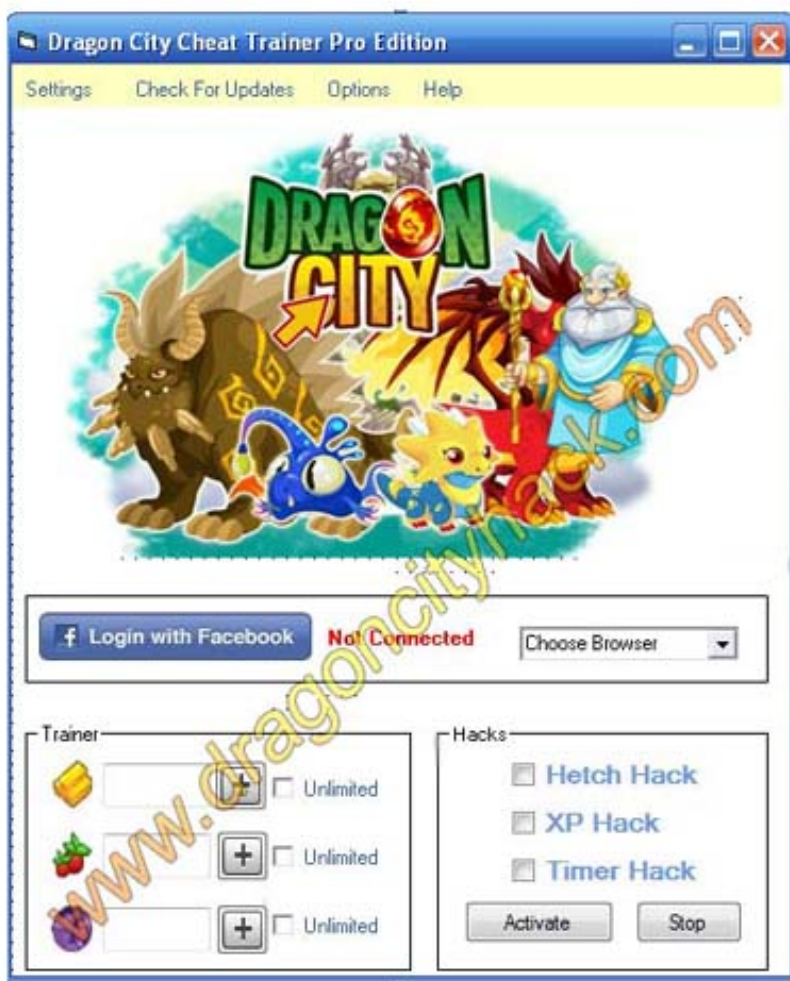 Dragon City Cheat Trainer Pro Edition
Settings Check For Updates Options Help
DRAGON
CITY
f Login with Facebook Not Connected Choose Browser
Trainer
+ Unlimited
+ Unlimited
+ Unlimited
Hacks
Hetch Hack
XP Hack
Timer Hack
Activate Stop
www.dragoncityhack.com